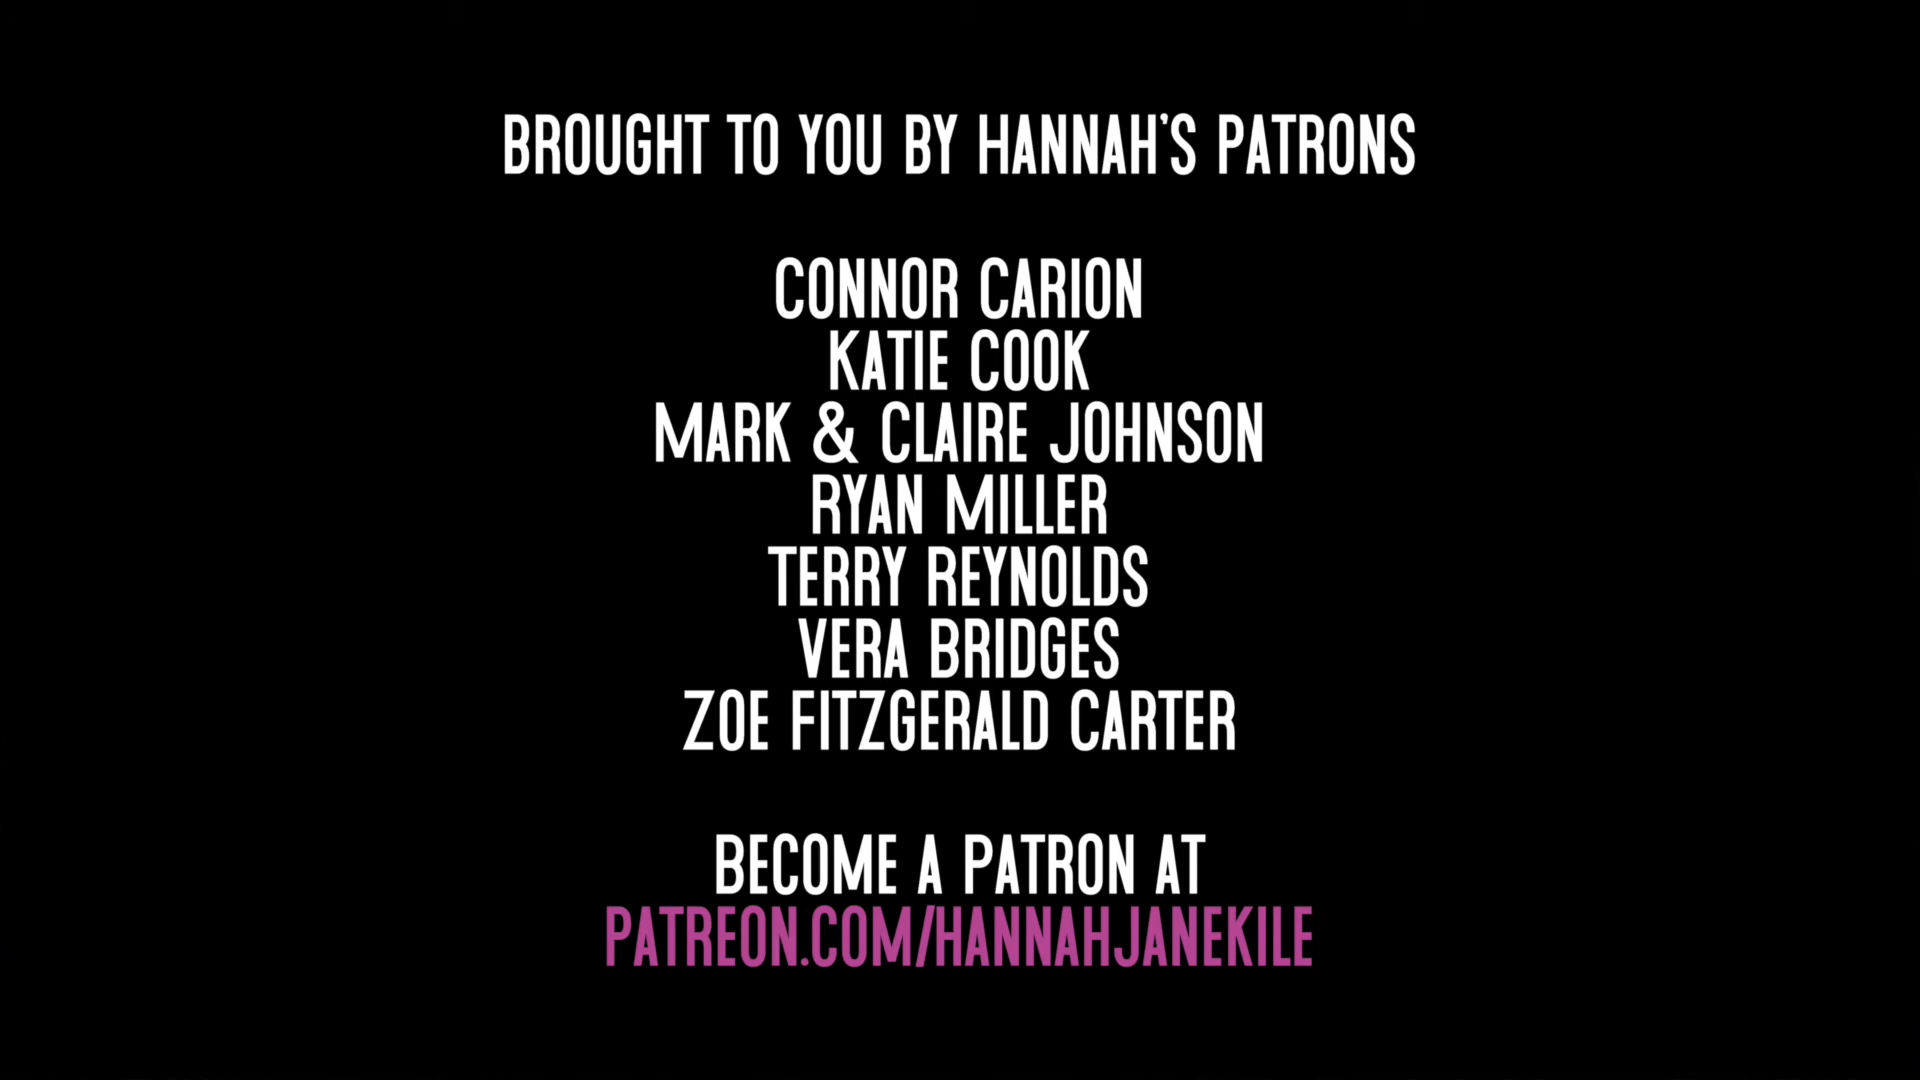 BROUGHT TO YOU BY HANNAH'S PATRONS
CONNOR CARION
KATIE COOK
MARK & CLAIRE JOHNSON
RYAN MILLER
TERRY REYNOLDS
VERA BRIDGES
ZOE FITZGERALD CARTER
BECOME A PATRON AT
PATREON.COM/HANNAHJANEKILE